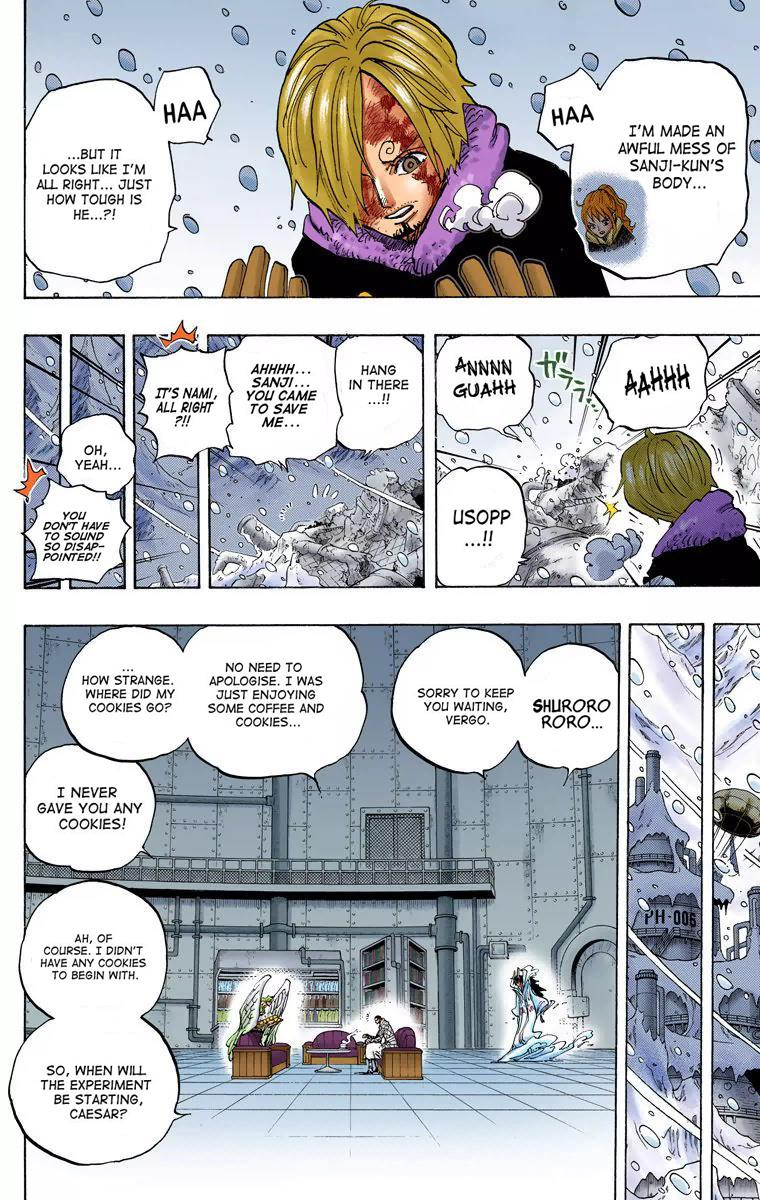 I'M MADE AN
AWFUL MESS OF
SANJI-KUN'S
BODY...
HAA
HAA
...BUT IT
LOOKS LIKE I'M
ALL RIGHT... JUST
HOW TOUGH IS
HE...?!
AAHHH
ガララ
ANNNN
GUAHH
USOPP
...!!
HANG
IN THERE
...!!
AHHHH...
SANJI...
YOU CAME
TO SAVE
ME...
IT'S NAMI,
ALL RIGHT
?!!
OH,
YEAH...
YOU
DON'T HAVE
TO SOUND
SO DISAP-
POINTED!!
PH-006
SHURORO
RORO...
SORRY TO KEEP
YOU WAITING,
VERGO.
NO NEED TO
APOLOGISE. I WAS
JUST ENJOYING
SOME COFFEE AND
COOKIES...
...
HOW STRANGE.
WHERE DID MY
COOKIES GO?
I NEVER
GAVE YOU ANY
COOKIES!
AH, OF
COURSE. I DIDN'T
HAVE ANY COOKIES
TO BEGIN WITH.
SO, WHEN WILL
THE EXPERIMENT
BE STARTING,
CAESAR?